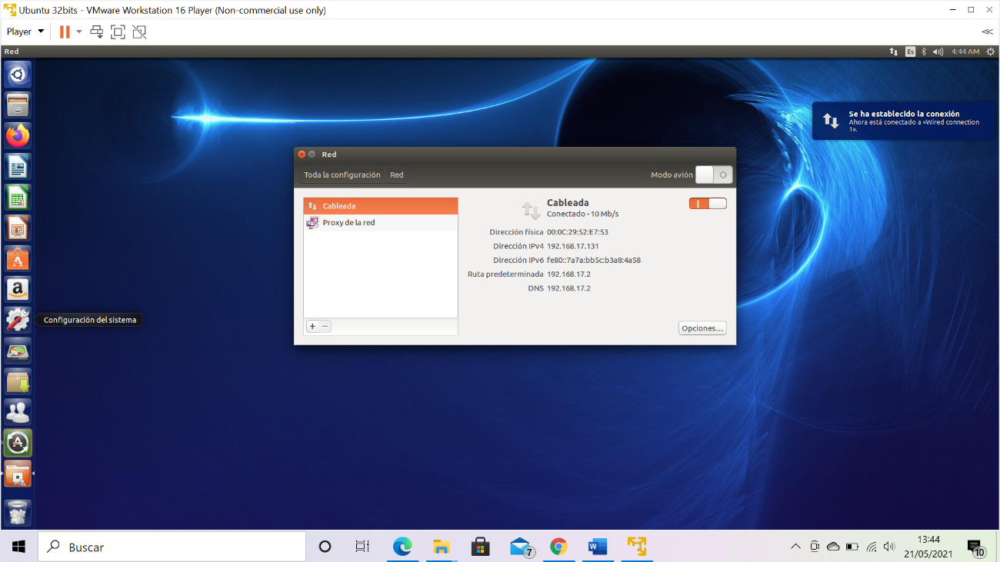 Ubuntu 32bits - VMware Workstation 16 Player (Non-commercial use only)
Player
Red
Es
4:44 AM
Se ha establecido la conexión
Ahora está conectado a «Wired connection
1».
Red
Toda la configuración
Red
Modo avión
Cableada
Proxy de la red
Cableada
Conectado - 10 Mb/s
Dirección física 00:0C:29:52:E7:53
Dirección IPv4 192.168.17.131
Dirección IPv6 fe80::7a7a:bb5c:b3a8:4a58
Ruta predeterminada 192.168.17.2
DNS 192.168.17.2
Opciones...
Configuración del sistema
Buscar
7
13:44
21/05/2021
10